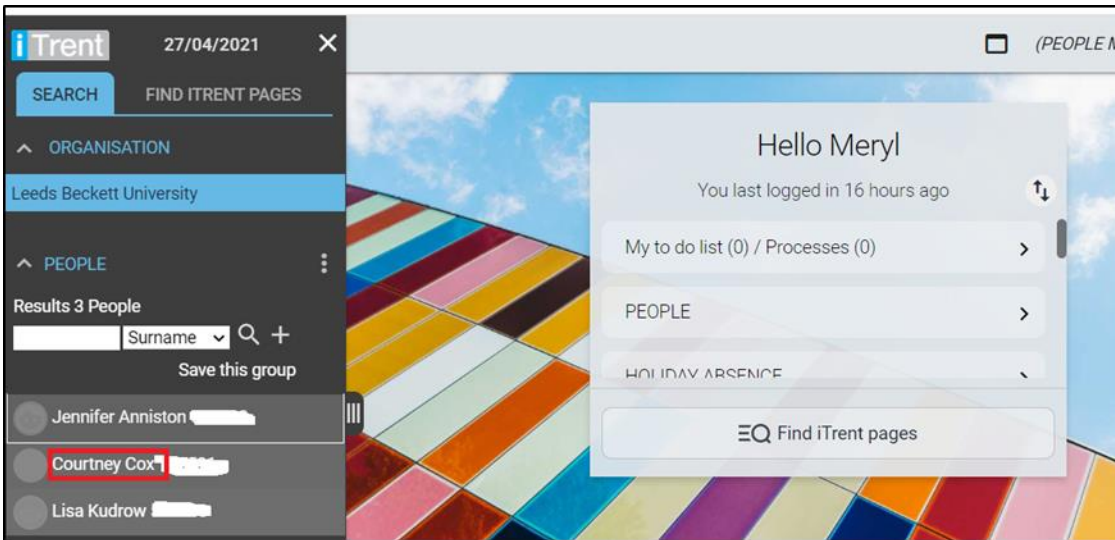 iTrent 27/04/2021
SEARCH FIND ITRENT PAGES
ORGANISATION
Leeds Beckett University
PEOPLE
Results 3 People
Surname
Save this group
Jennifer Anniston
Courtney Cox
Lisa Kudrow
(PEOPLE M
Hello Meryl
You last logged in 16 hours ago
My to do list (0) / Processes (0)
PEOPLE
HOLIDAY ABSENCE
Find iTrent pages